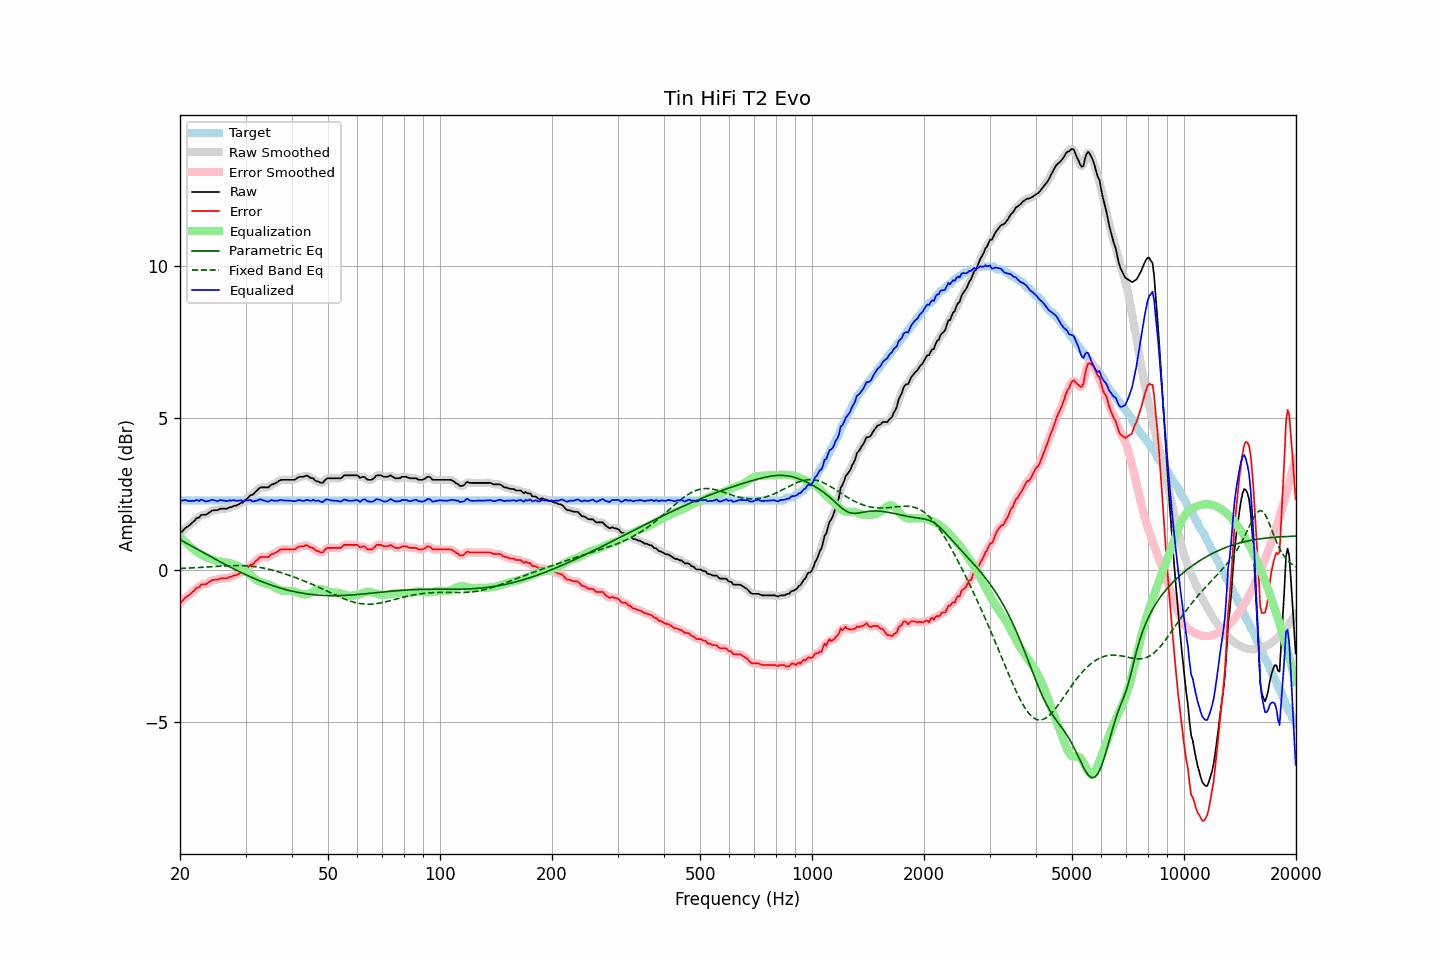 Tin HiFi T2 Evo
Target
Raw Smoothed
Error Smoothed
Raw
Error
Equalization
Parametric Eq
Fixed Band Eq
Equalized
Amplitude (dBr)
10
5
0
−5
20
50
100
200
500
1000
2000
5000
10000
20000
Frequency (Hz)